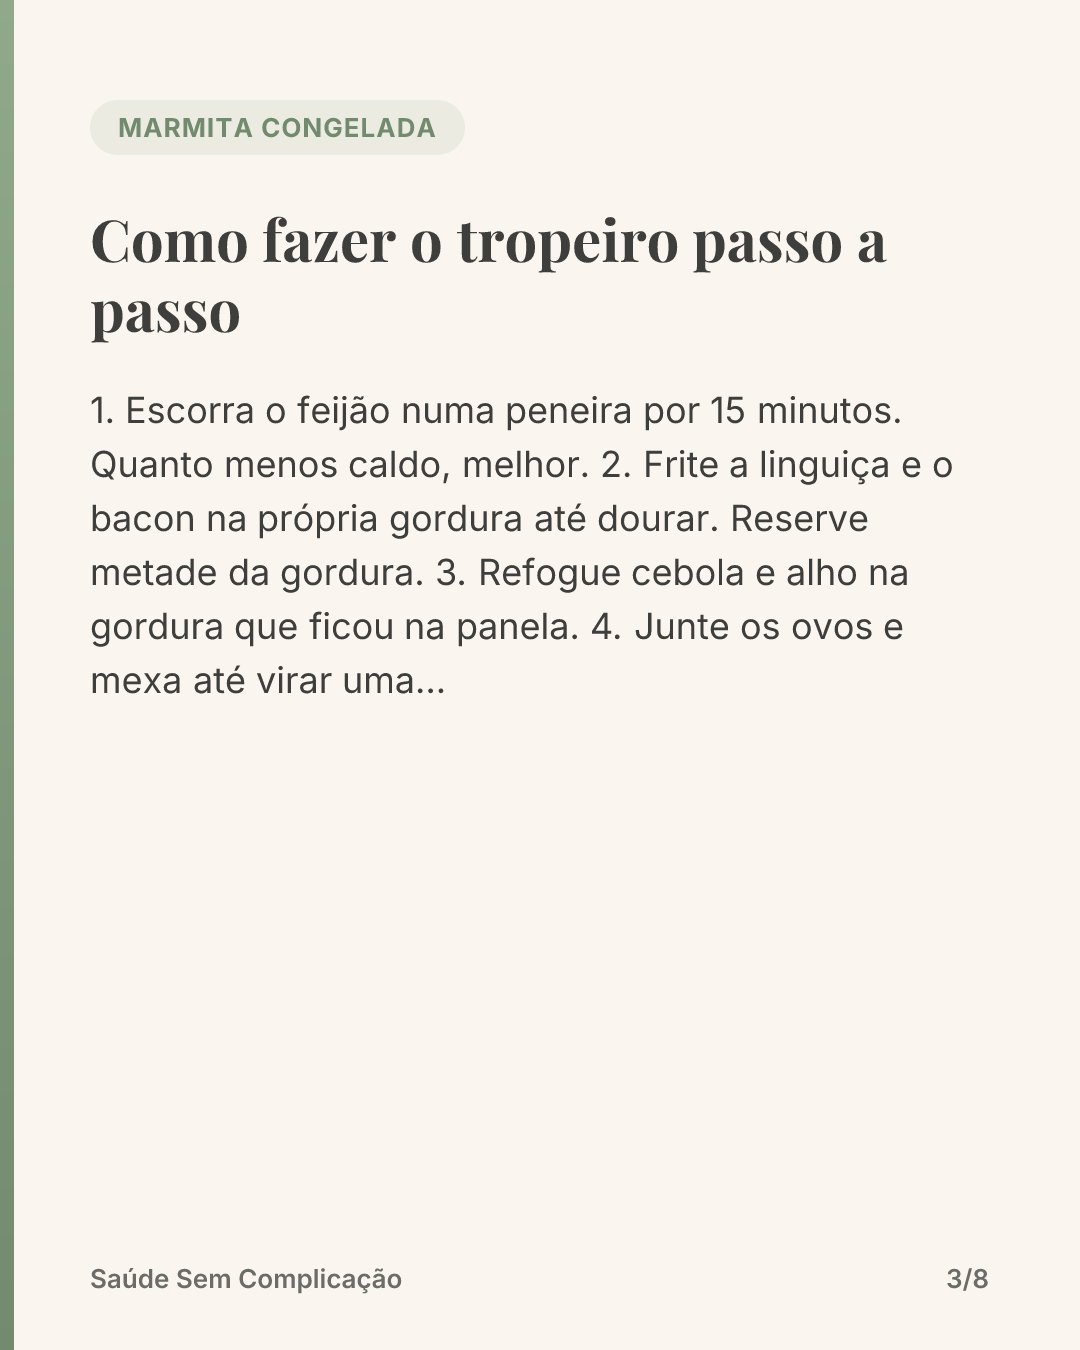 MARMITA CONGELADA
Como fazer o tropeiro passo a
passo
1. Escorra o feijão numa peneira por 15 minutos.
Quanto menos caldo, melhor. 2. Frite a linguiça e o
bacon na própria gordura até dourar. Reserve
metade da gordura. 3. Refogue cebola e alho na
gordura que ficou na panela. 4. Junte os ovos e
mexa até virar uma...
Saúde Sem Complicação
3/8